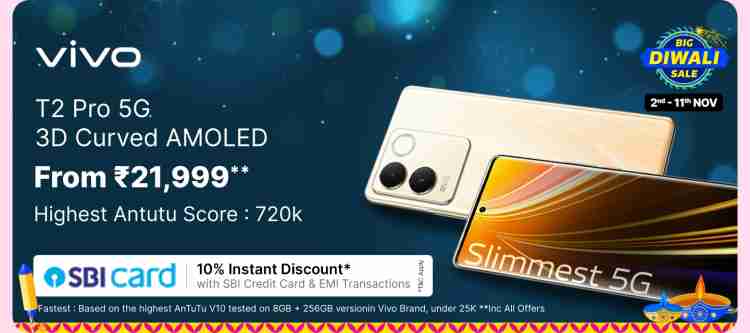 vivo
BIG
DIWALI
SALE
2nd - 11th NOV
T2 Pro 5G
3D Curved AMOLED
From ₹21,999**
Highest Antutu Score : 720k
vivo
Slimmest 5G
SBI card
10% Instant Discount*
with SBI Credit Card & EMI Transactions
*T&C Apply
Fastest : Based on the highest AnTuTu V10 tested on 8GB + 256GB versionin Vivo Brand, under 25K **Inc All Offers